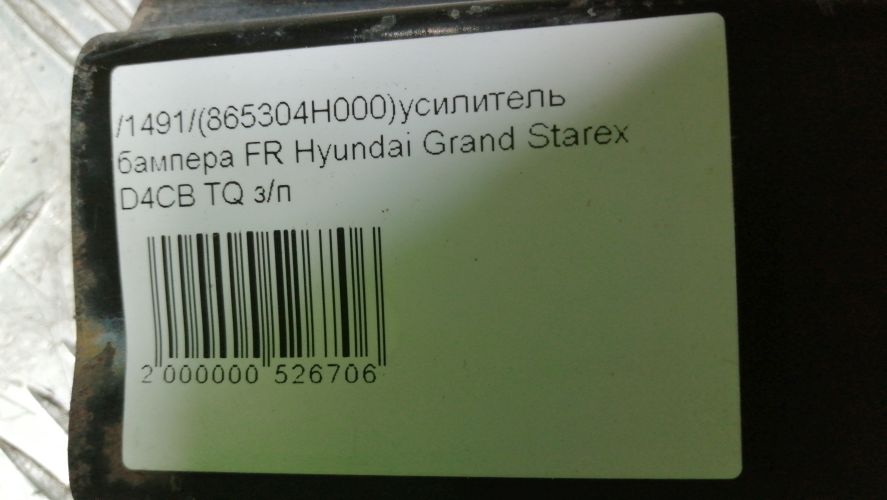 /1491/(865304H000)усилитель
бампера FR Hyundai Grand Starex
D4CB TQ з/п
2 000000 526706